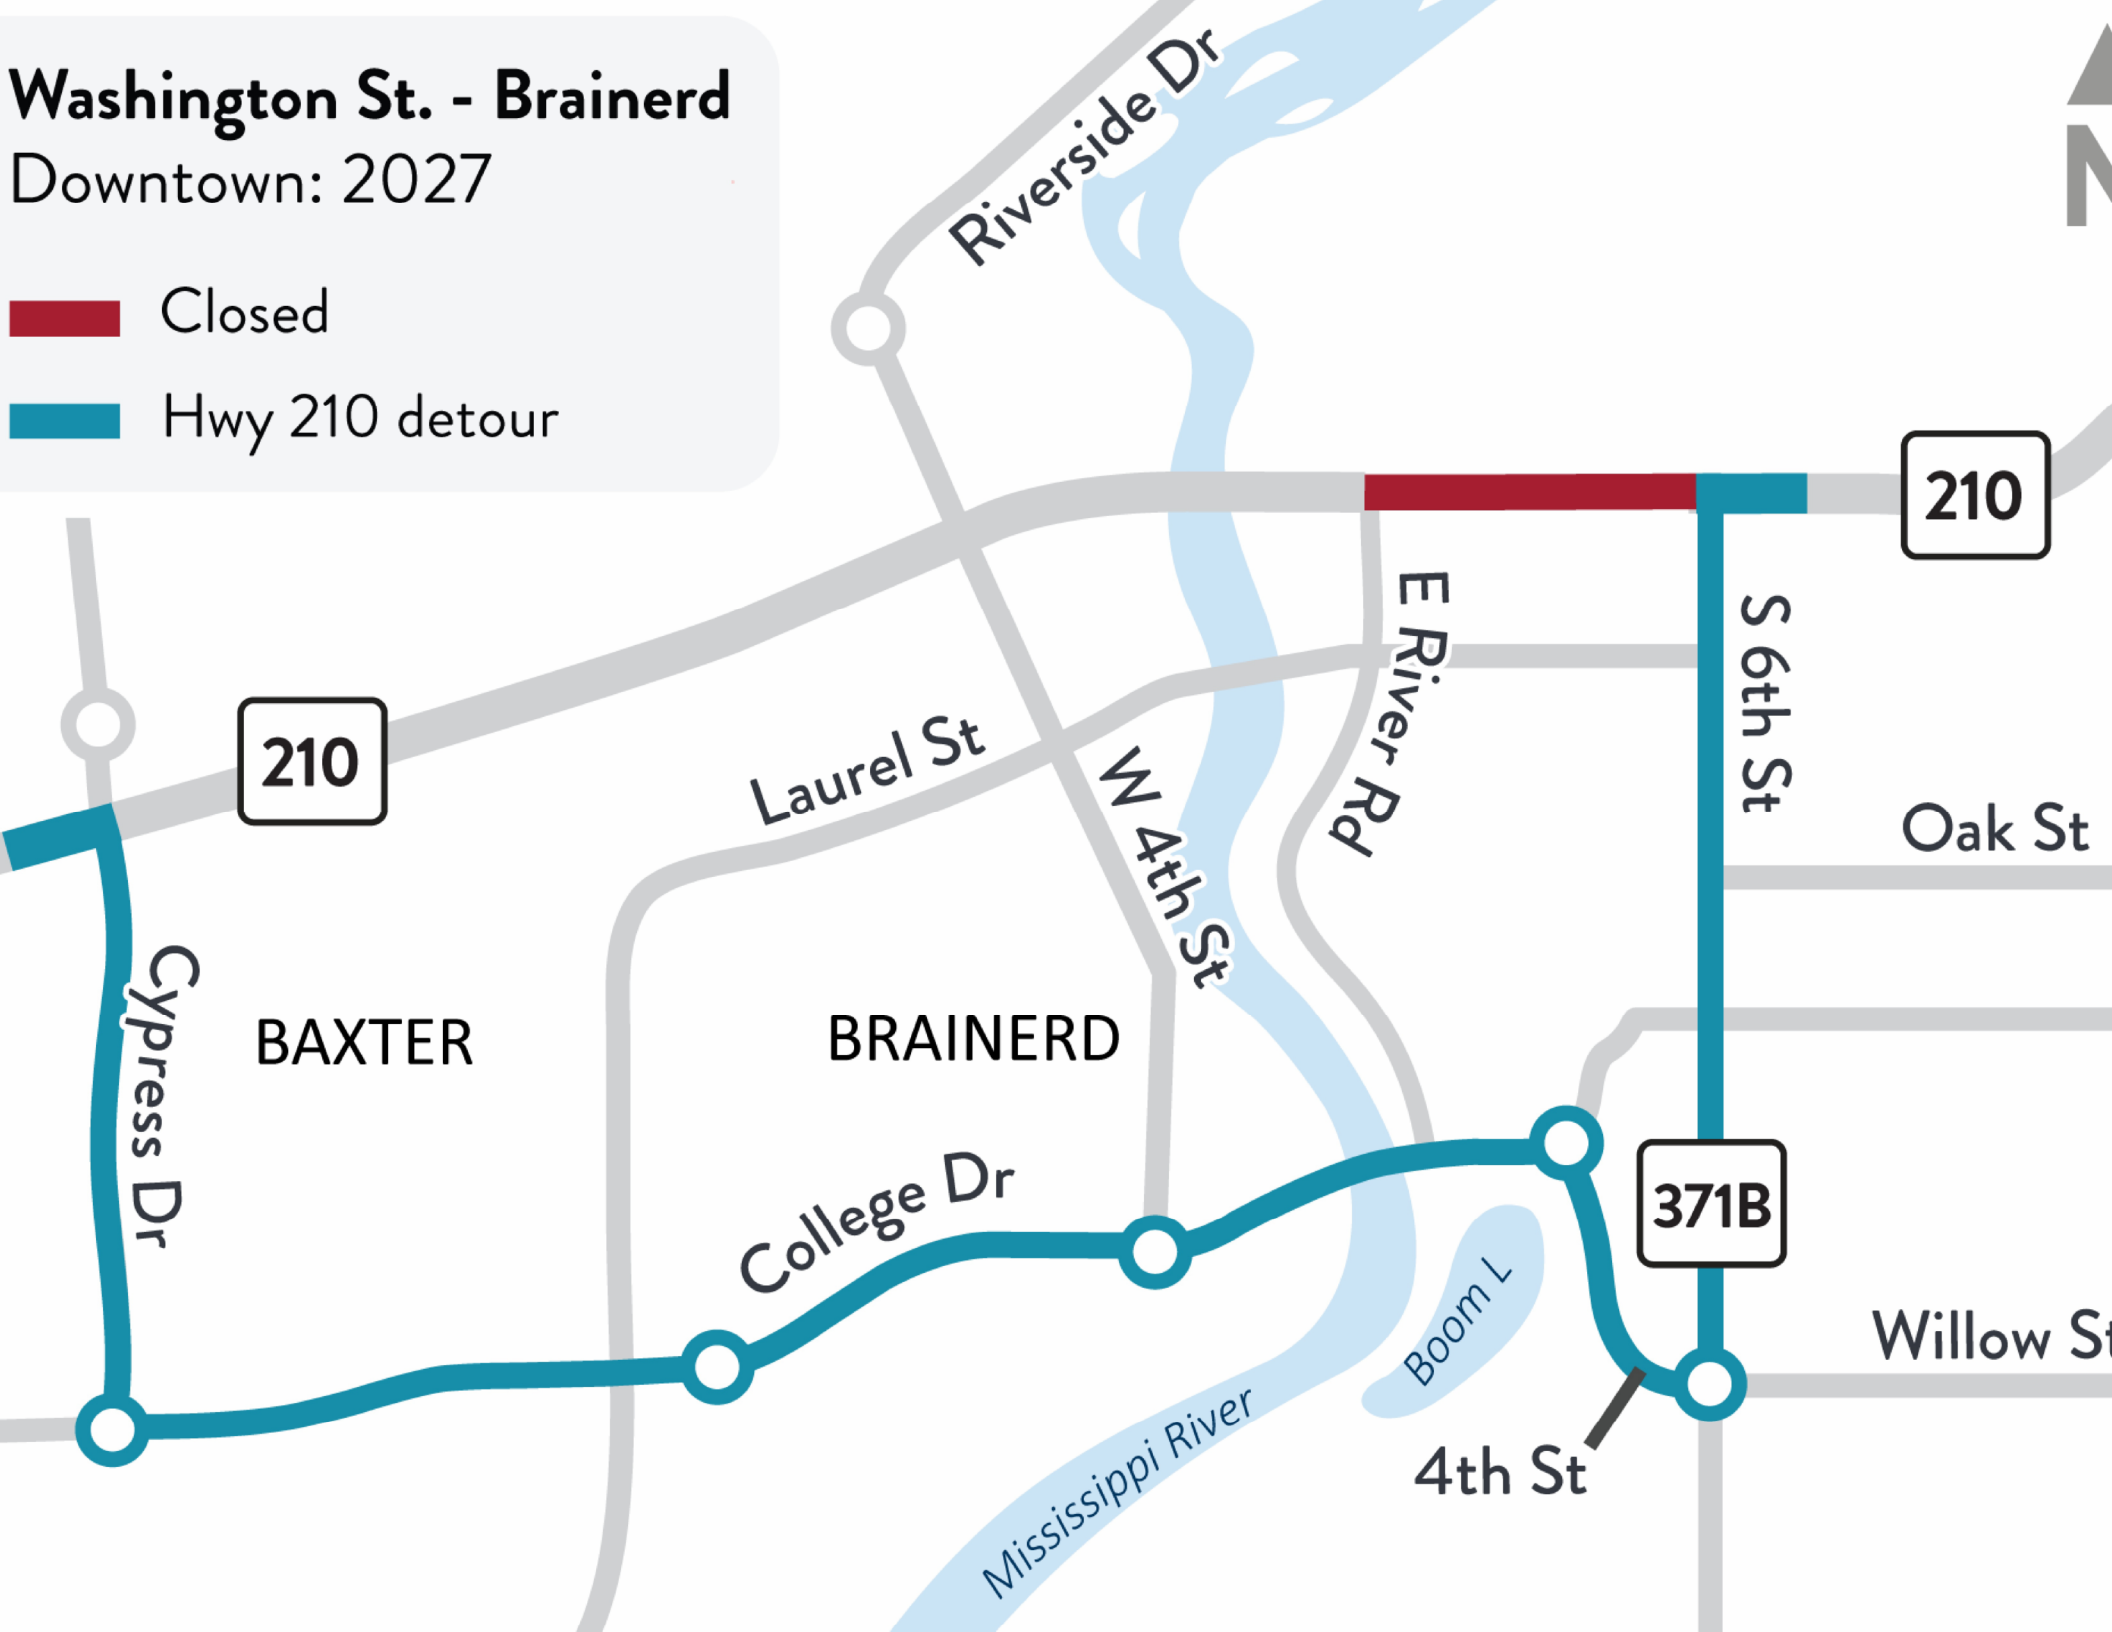 Washington St. - Brainerd
Downtown: 2027
Closed
Hwy 210 detour
Riverside Dr
N
210
E River Rd
S 6th St
210
Laurel St
W 4th St
Oak St
Cypress Dr
BAXTER
BRAINERD
College Dr
371B
Boom L
Willow St
Mississippi River
4th St